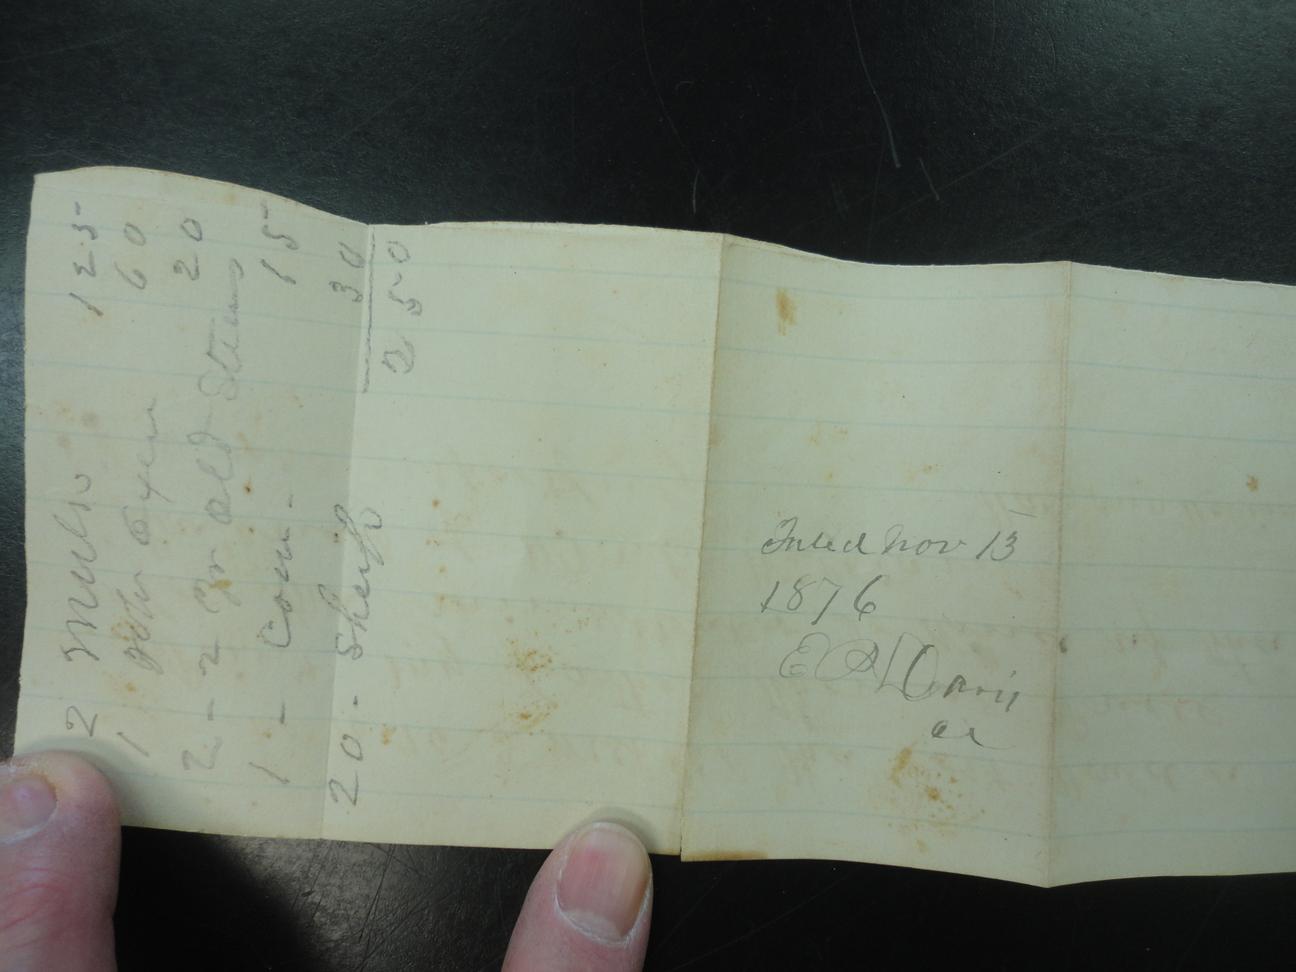 2 Mules 125
1 yoke oxen 60
2 - 2 yr old Steers 20
1 - Cow - 15
20 - Sheep 30
250
Filed Nov 13
1876
Davis